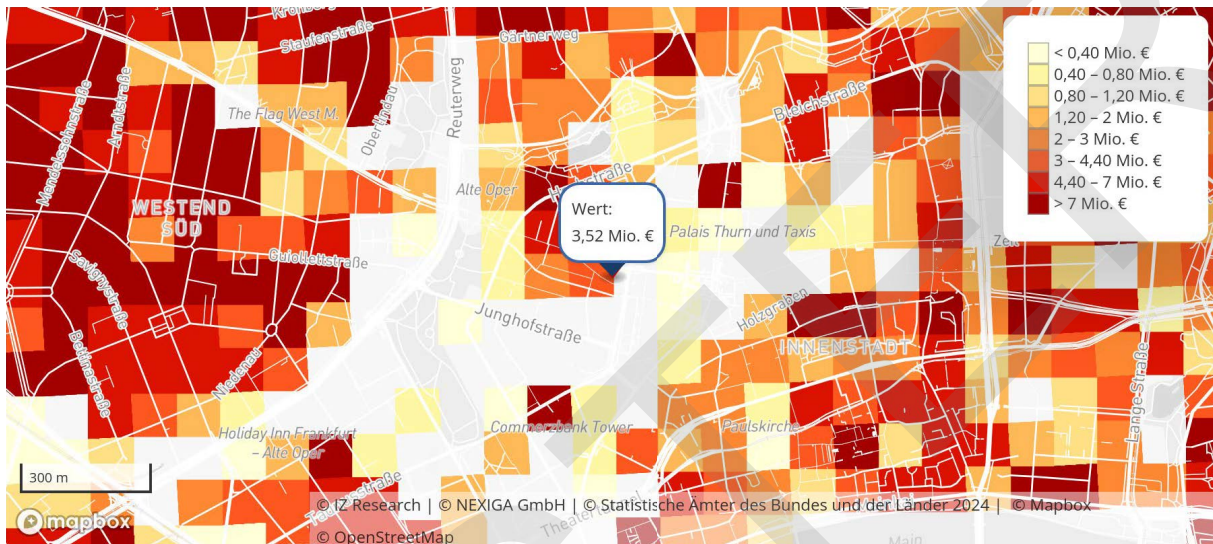 Kronberg
Staufenstraße
Gärtnerweg
Arndtstraße
Mendelssohnstraße
The Flag West M.
Oberlindau
Reuterweg
Bleichstraße
< 0,40 Mio. €
0,40 – 0,80 Mio. €
0,80 – 1,20 Mio. €
1,20 – 2 Mio. €
2 – 3 Mio. €
3 – 4,40 Mio. €
4,40 – 7 Mio. €
> 7 Mio. €
Alte Oper
WESTEND
SÜD
Wert:
3,52 Mio. €
Palais Thurn und Taxis
Zeil
Guiollettstraße
Savignystraße
Bettinastraße
Niedenau
Junghofstraße
Holzgraben
INNENSTADT
Lange-Straße
Holiday Inn Frankfurt
– Alte Oper
Commerzbank Tower
Paulskirche
300 m
mapbox
© IZ Research | © NEXIGA GmbH | © Statistische Ämter des Bundes und der Länder 2024 | © Mapbox
© OpenStreetMap
Main